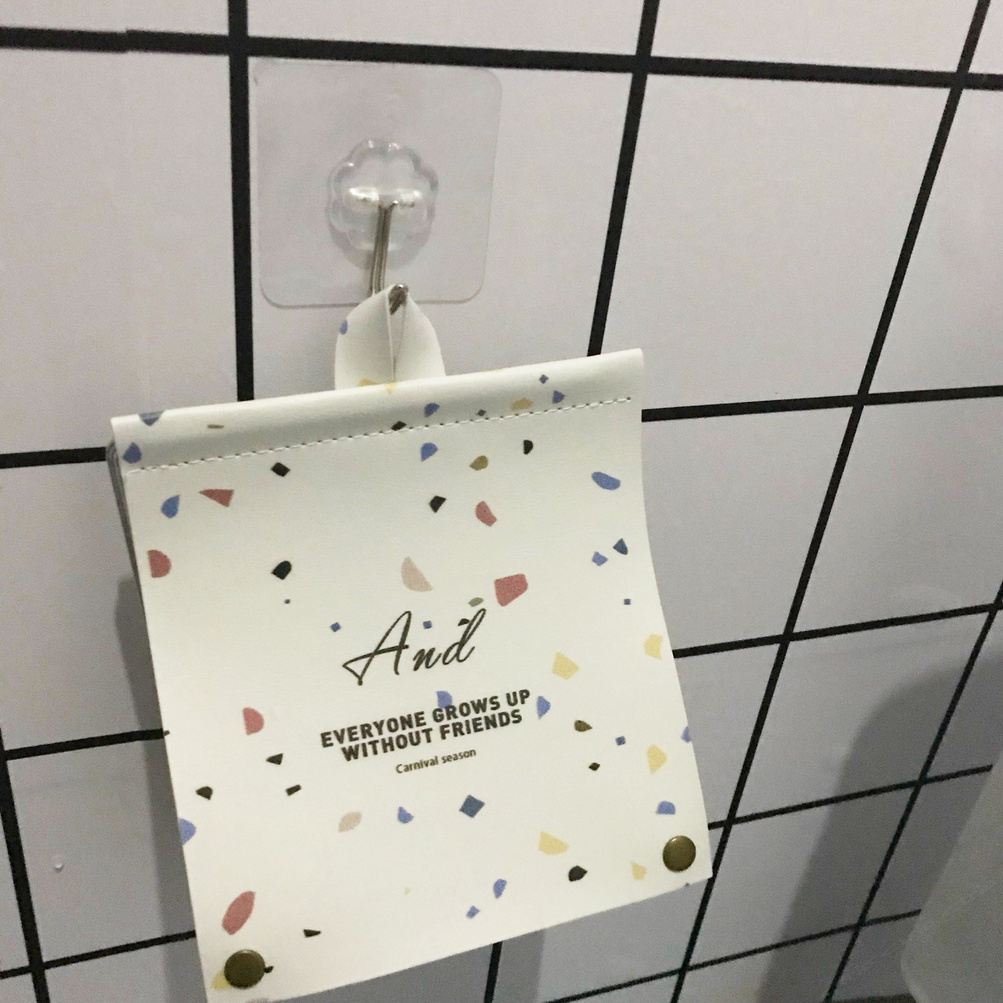 And
EVERYONE GROWS UP
WITHOUT FRIENDS
Carnival season